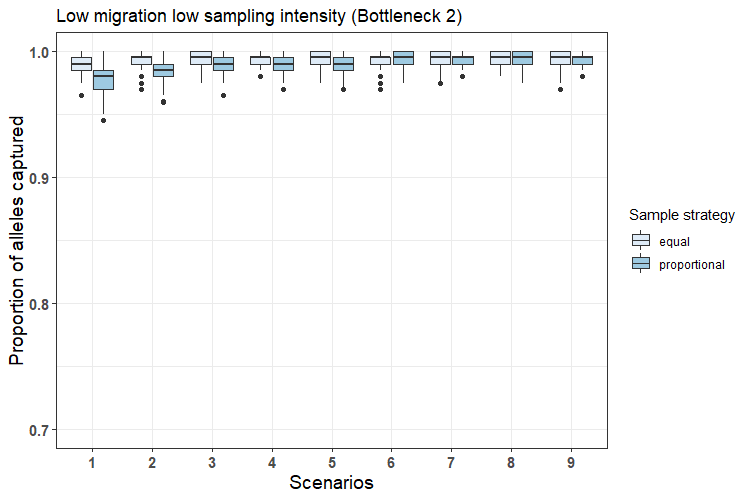 Low migration low sampling intensity (Bottleneck 2)
Proportion of alleles captured
1.0
0.9
0.8
0.7
1 2 3 4 5 6 7 8 9
Scenarios
Sample strategy
equal
proportional